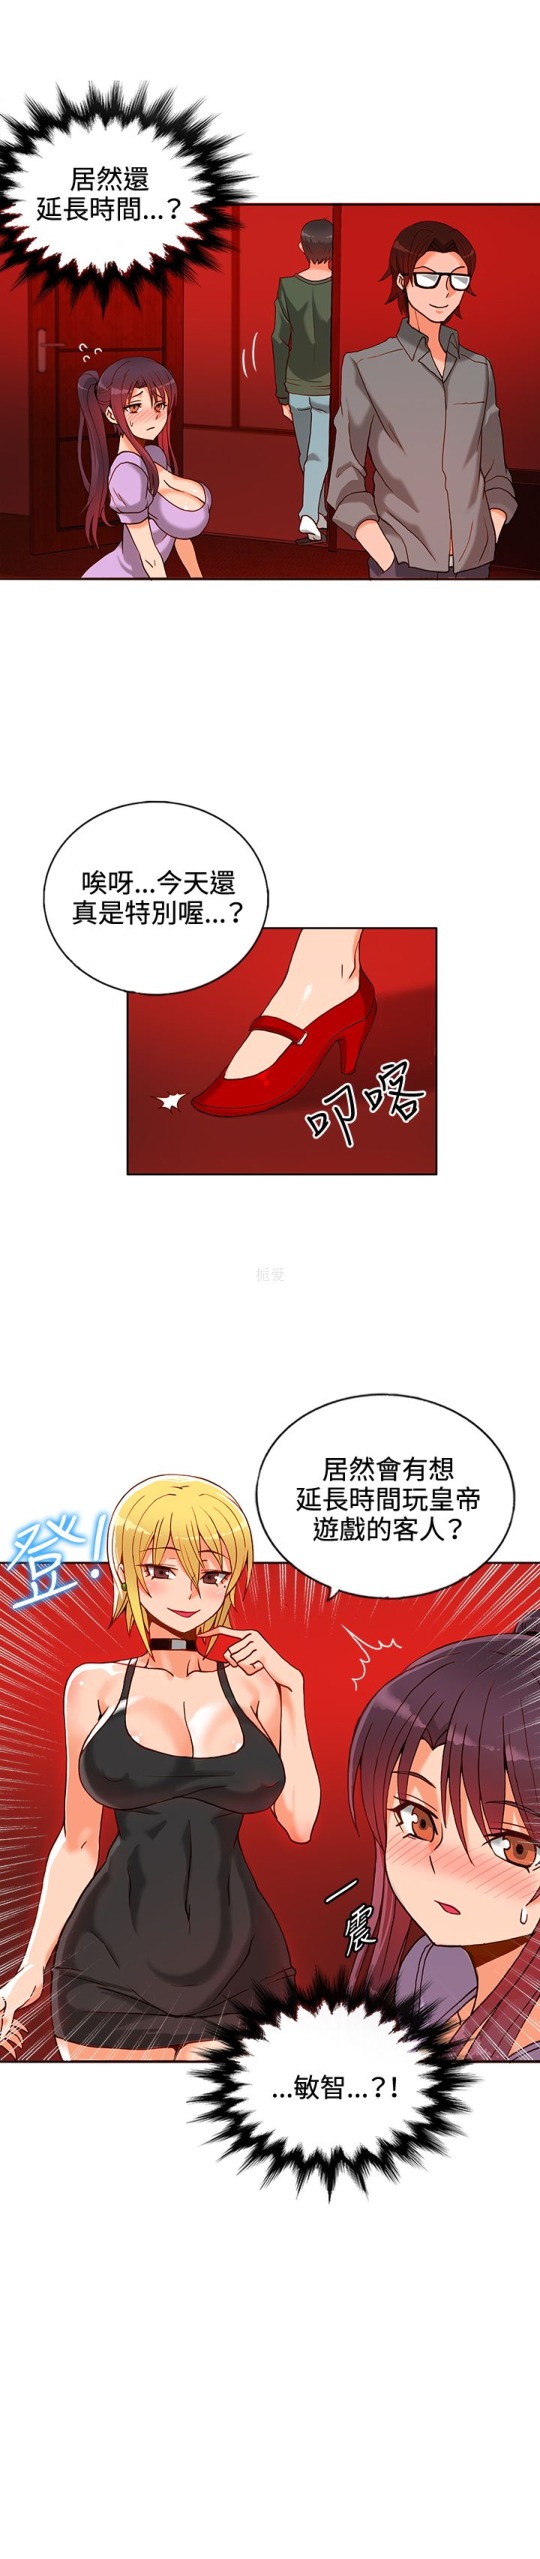 居然還
延長時間...？
唉呀...今天還
真是特別喔...？
叩喀
栀爱
居然會有想
延長時間玩皇帝
遊戲的客人？
登！
一震
...敏智...？！